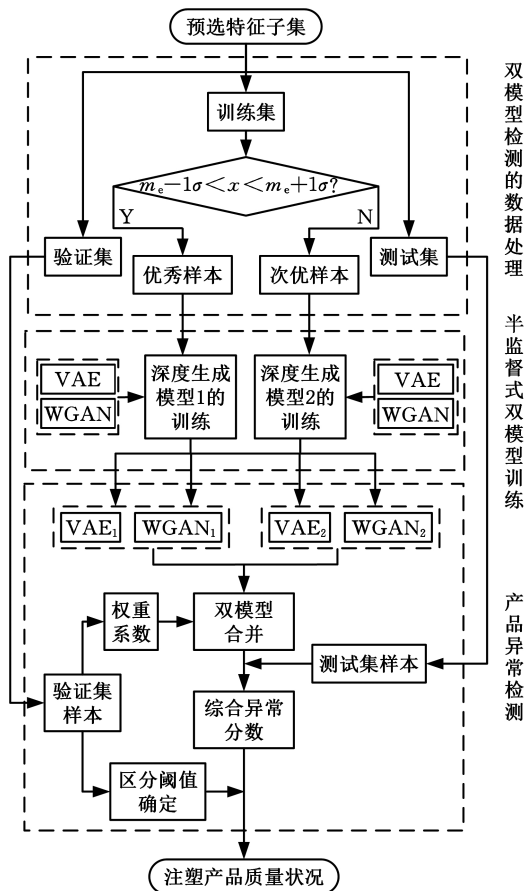 预选特征子集
双模型检测的数据处理
训练集
mₑ−1σ<x<mₑ+1σ?
Y
N
验证集
测试集
优秀样本
次优样本
半监督式双模型训练
VAE
WGAN
深度生成
模型1的
训练
深度生成
模型2的
训练
VAE
WGAN
VAE₁
WGAN₁
VAE₂
WGAN₂
产品异常检测
权重
系数
双模型
合并
测试集样本
验证集
样本
综合异常
分数
区分阈值
确定
注塑产品质量状况